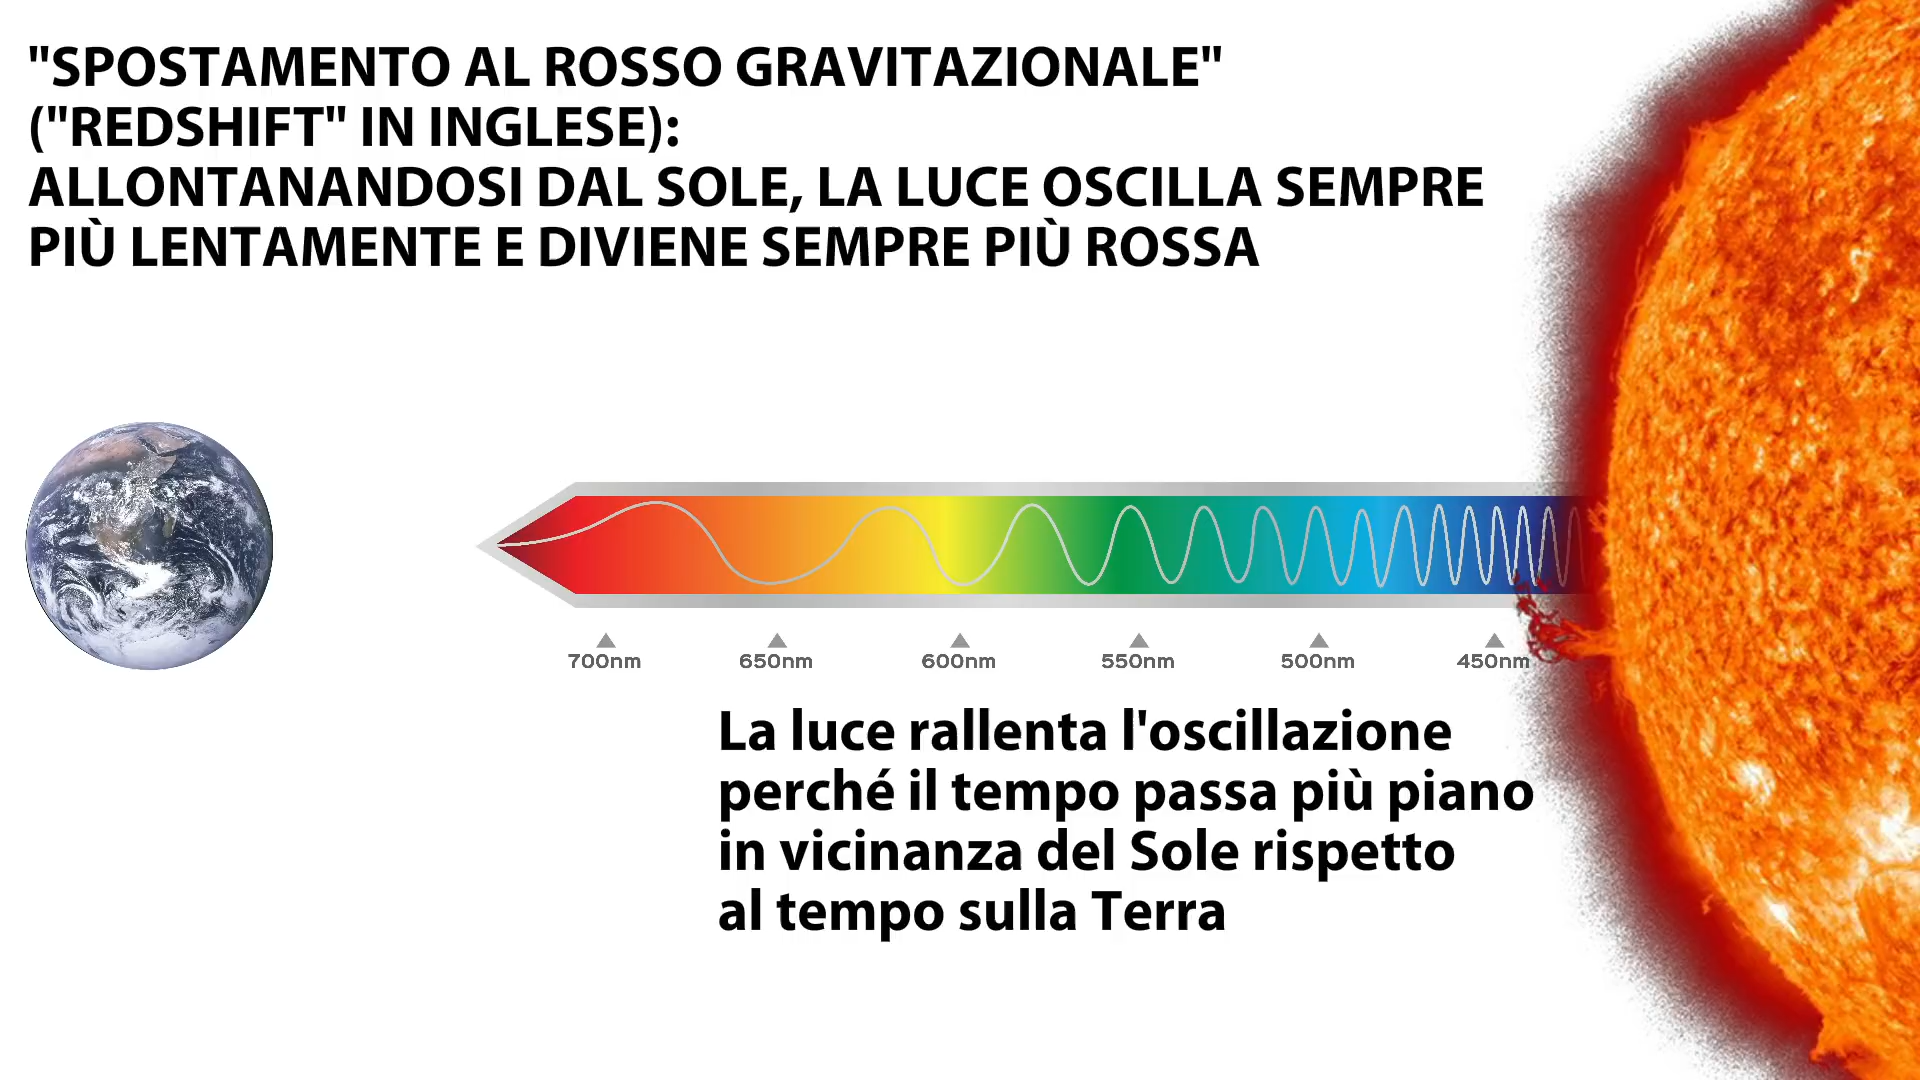 "SPOSTAMENTO AL ROSSO GRAVITAZIONALE"
("REDSHIFT" IN INGLESE):
ALLONTANANDOSI DAL SOLE, LA LUCE OSCILLA SEMPRE
PIÙ LENTAMENTE E DIVIENE SEMPRE PIÙ ROSSA
700nm 650nm 600nm 550nm 500nm 450nm
La luce rallenta l'oscillazione
perché il tempo passa più piano
in vicinanza del Sole rispetto
al tempo sulla Terra